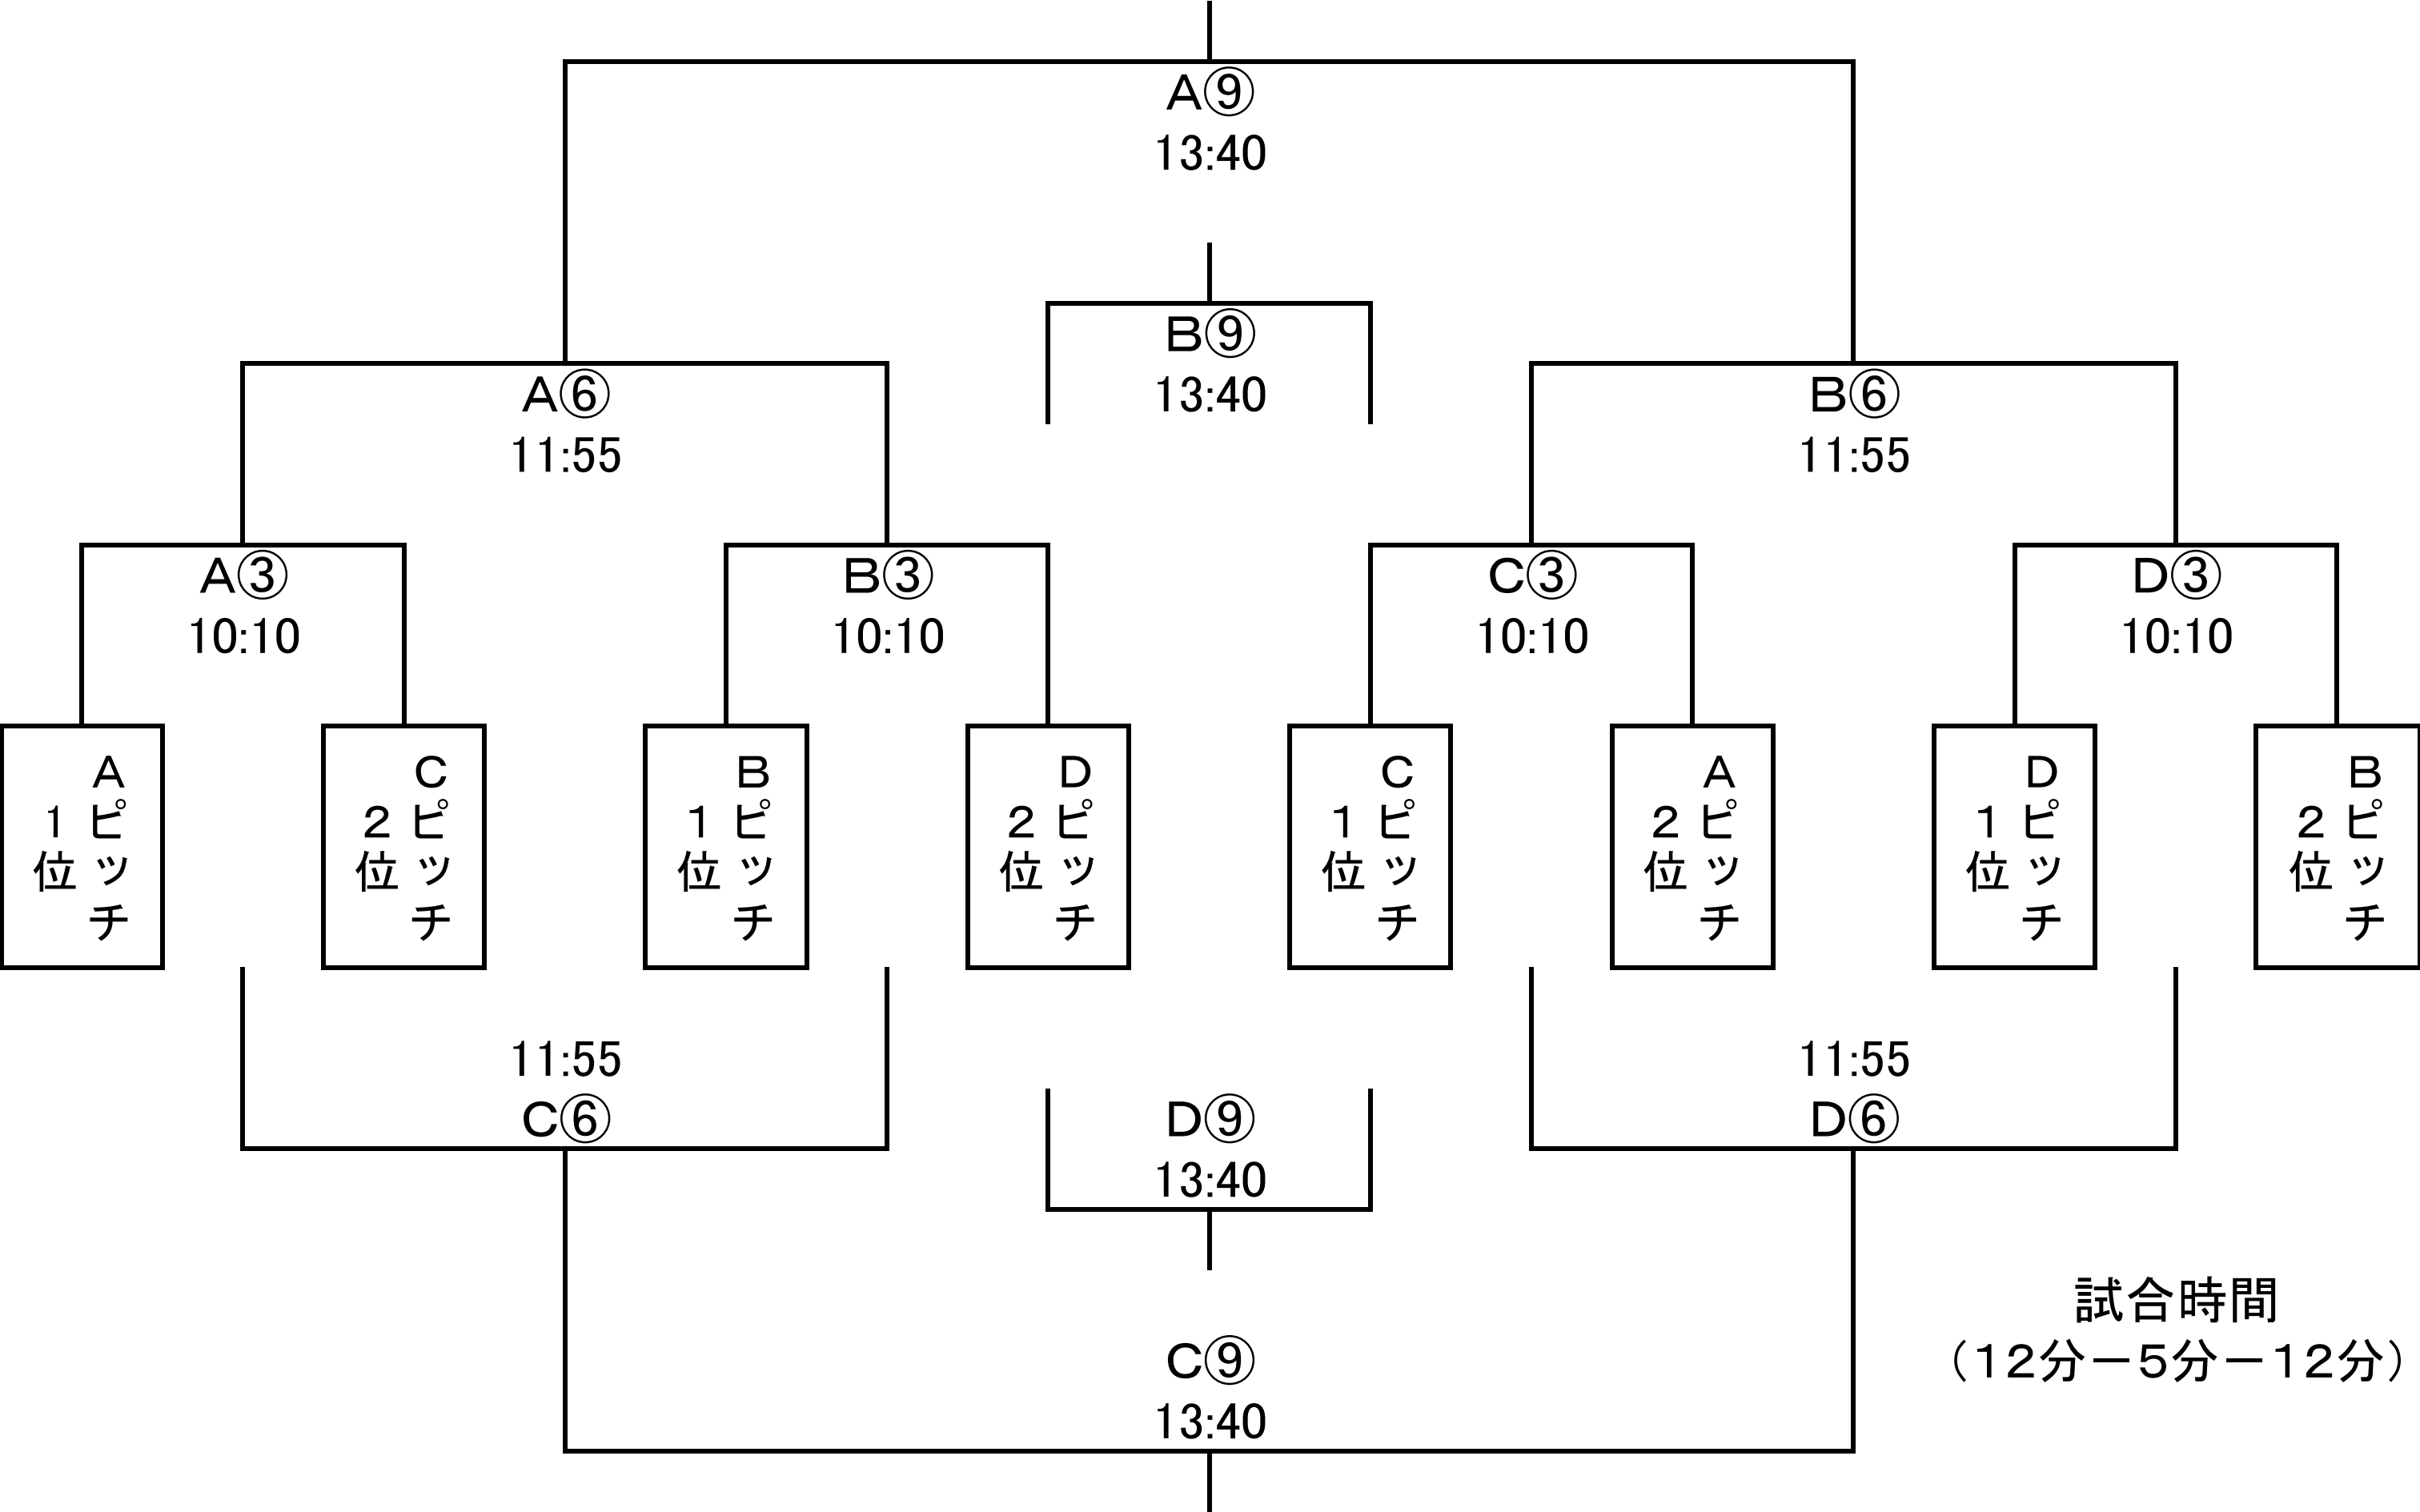 A⑨
13:40
B⑨
13:40
A⑥
11:55
B⑥
11:55
A③
10:10
B③
10:10
C③
10:10
D③
10:10
Aピッチ
1位
Cピッチ
2位
Bピッチ
1位
Dピッチ
2位
Cピッチ
1位
Aピッチ
2位
Dピッチ
1位
Bピッチ
2位
11:55
C⑥
11:55
D⑥
D⑨
13:40
C⑨
13:40
試合時間
（12分－5分－12分）